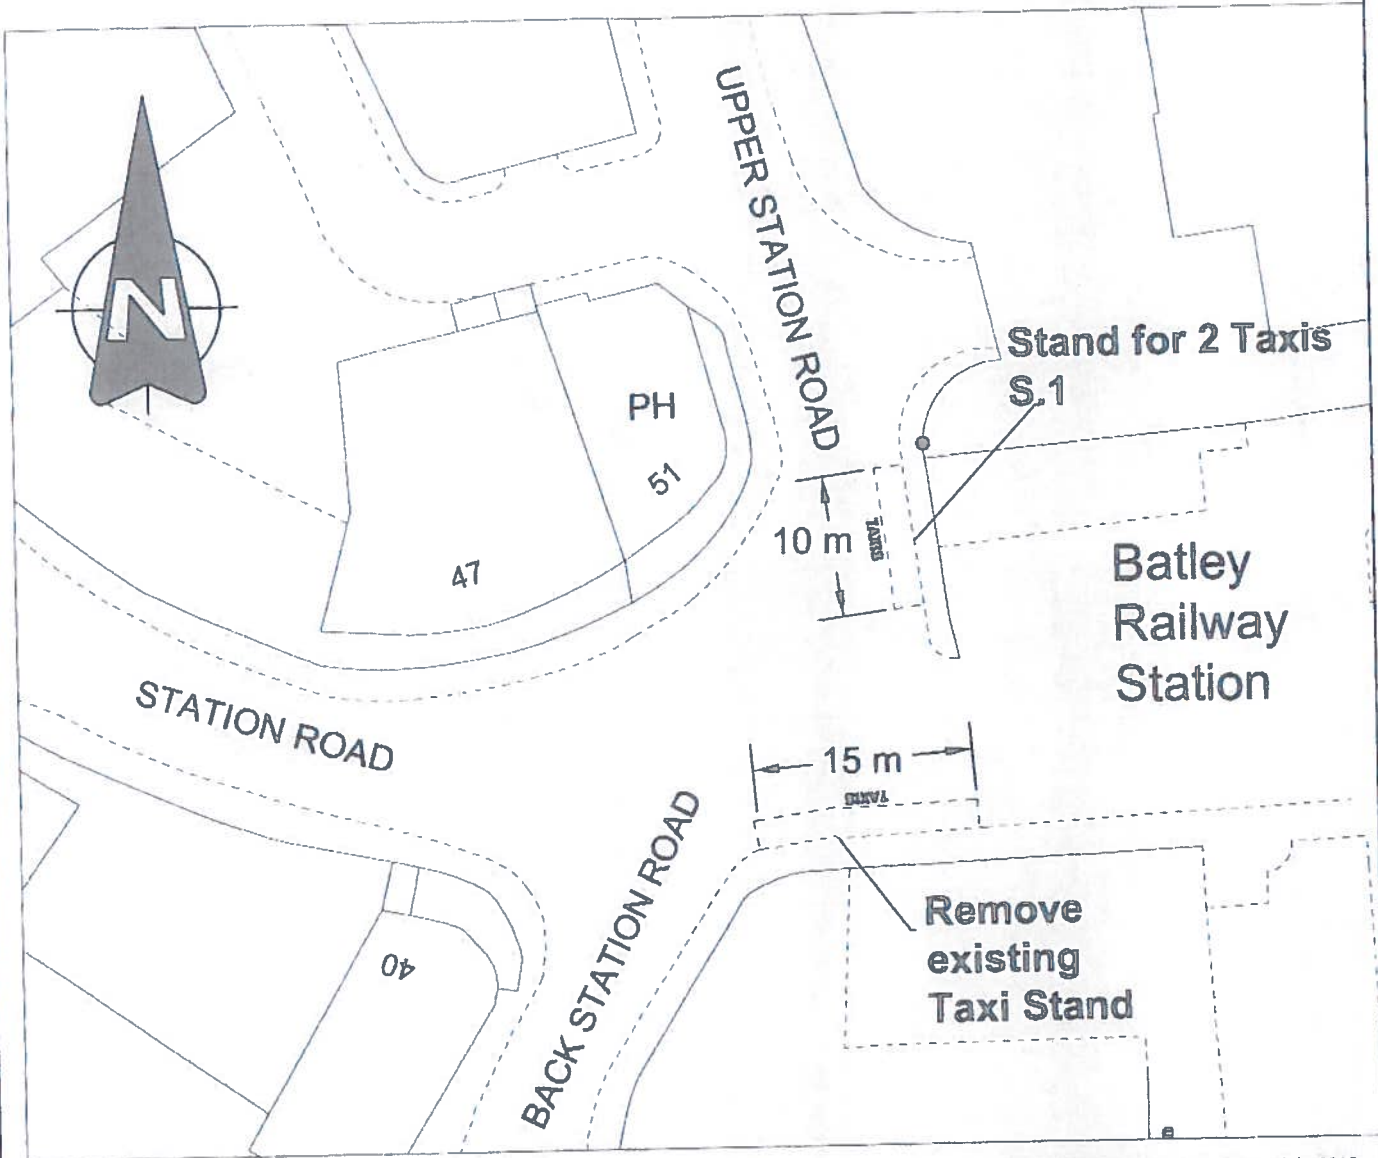 UPPER STATION ROAD
N
Stand for 2 Taxis
S.1
PH
51
47
10 m
TAXIS
Batley
Railway
Station
STATION ROAD
15 m
TAXIS
BACK STATION ROAD
Remove
existing
Taxi Stand
40